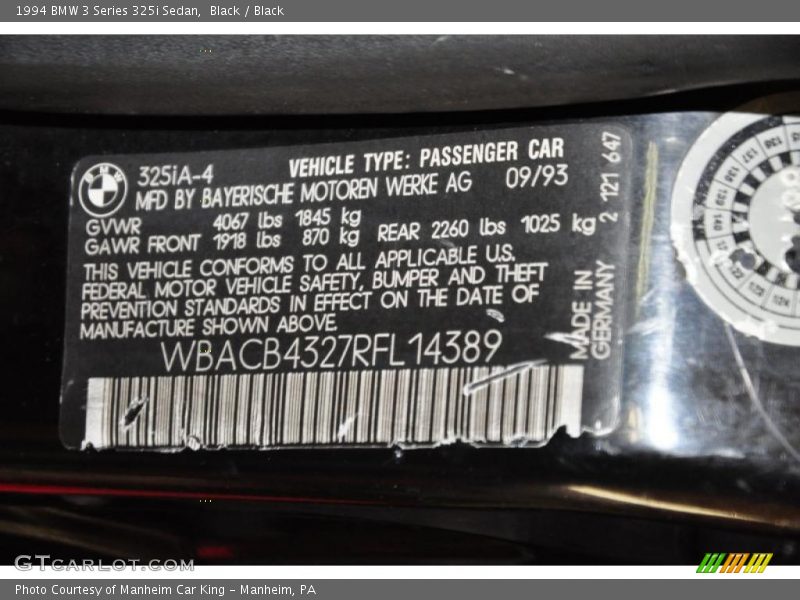 1994 BMW 3 Series 325i Sedan,  Black / Black
BMW
325iA-4
VEHICLE TYPE: PASSENGER CAR
MFD BY BAYERISCHE MOTOREN WERKE AG 09/93
GVWR 4067 lbs 1845 kg
GAWR FRONT 1918 lbs 870 kg REAR 2260 lbs 1025 kg
THIS VEHICLE CONFORMS TO ALL APPLICABLE U.S.
FEDERAL MOTOR VEHICLE SAFETY, BUMPER AND THEFT
PREVENTION STANDARDS IN EFFECT ON THE DATE OF
MANUFACTURE SHOWN ABOVE.
WBACB4327RFL14389
MADE IN
GERMANY
2 121 647
GTCARLOT.COM
Photo Courtesy of Manheim Car King - Manheim, PA